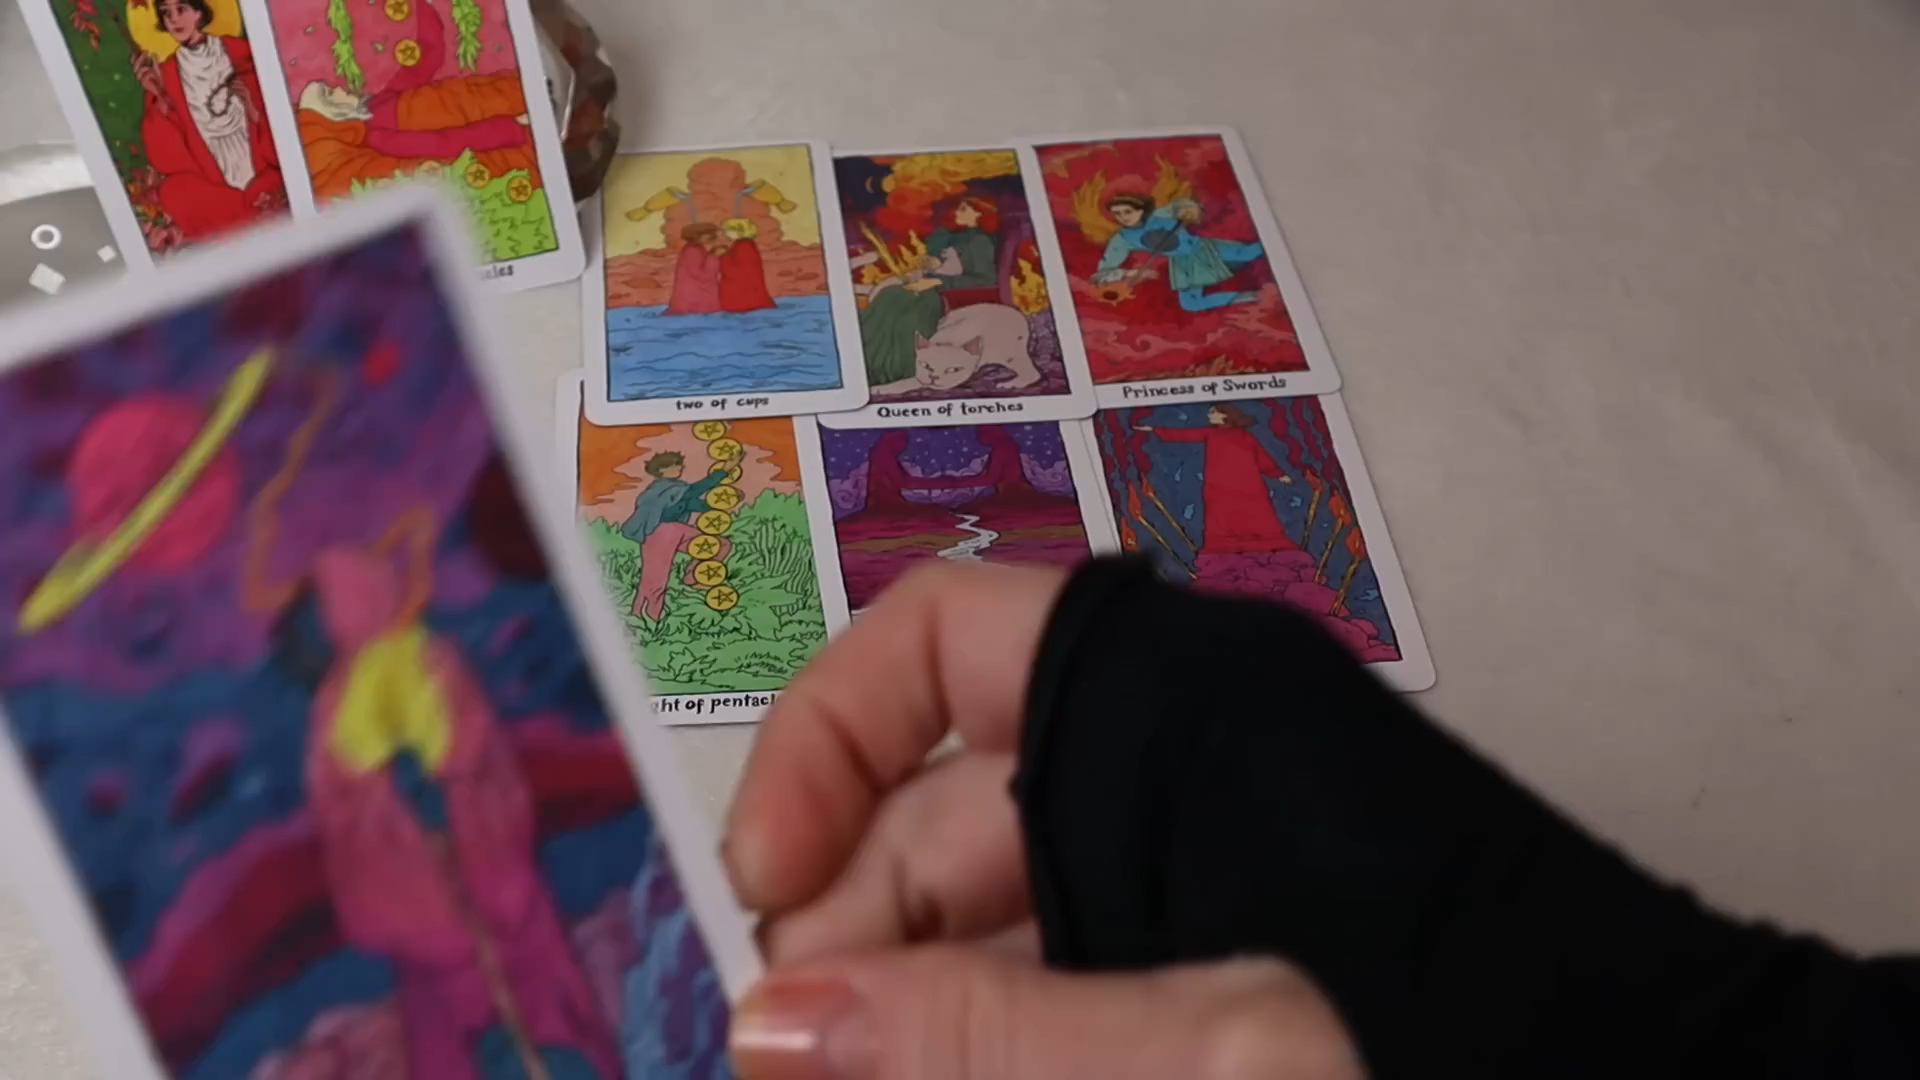 two of cups
Queen of torches
Princess of Swords
ght of pentacl